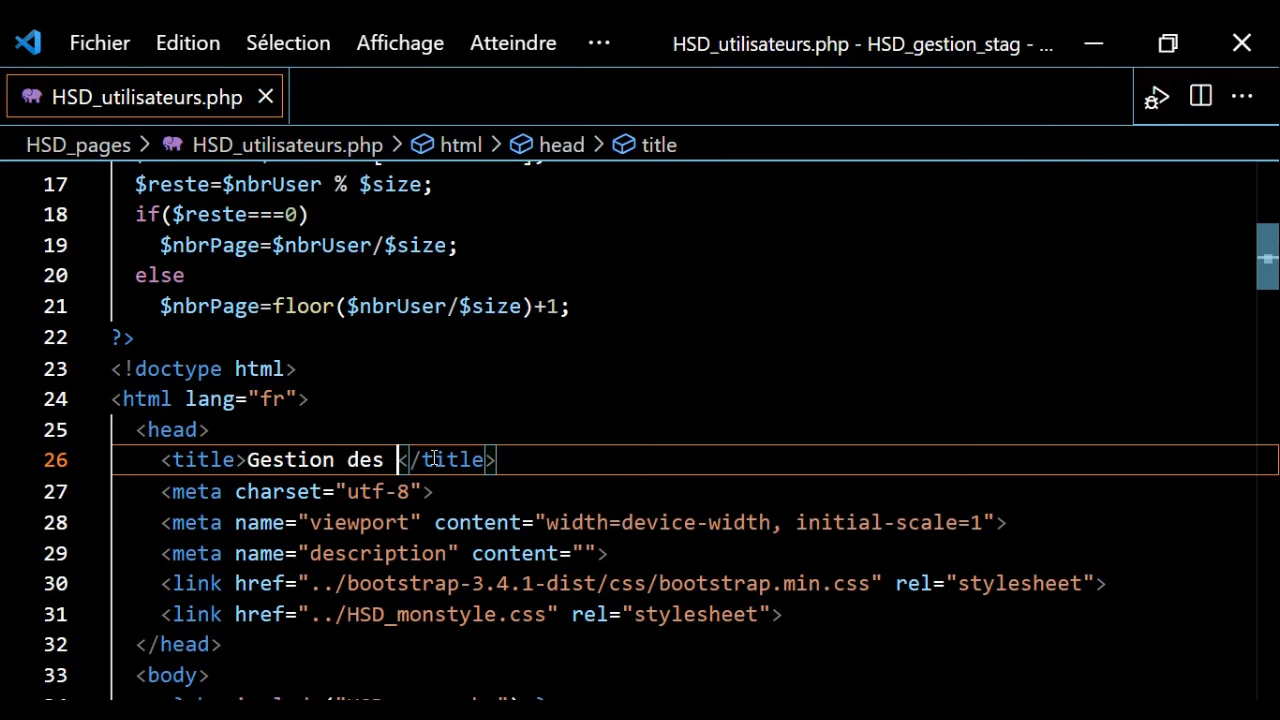 Fichier Edition Sélection Affichage Atteindre ··· HSD_utilisateurs.php - HSD_gestion_stag - ...
HSD_utilisateurs.php
HSD_pages > HSD_utilisateurs.php > html > head > title
17 $reste=$nbrUser % $size;
18 if($reste===0)
19 $nbrPage=$nbrUser/$size;
20 else
21 $nbrPage=floor($nbrUser/$size)+1;
22 ?>
23 <!doctype html>
24 <html lang="fr">
25 <head>
26 <title>Gestion des </title>
27 <meta charset="utf-8">
28 <meta name="viewport" content="width=device-width, initial-scale=1">
29 <meta name="description" content="">
30 <link href="../bootstrap-3.4.1-dist/css/bootstrap.min.css" rel="stylesheet">
31 <link href="../HSD_monstyle.css" rel="stylesheet">
32 </head>
33 <body>